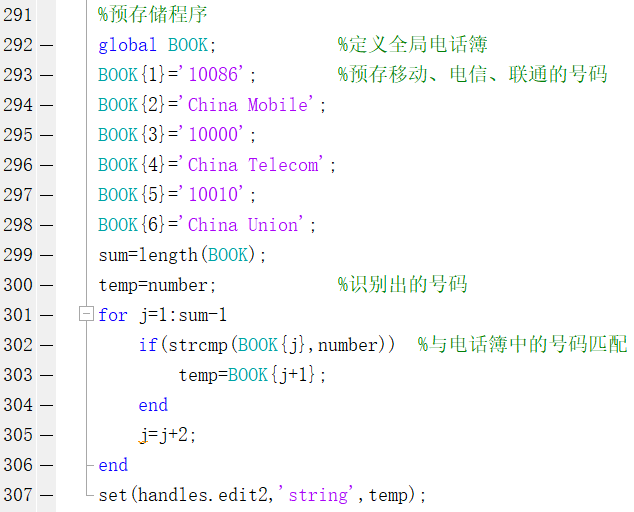 291 %预存储程序
292 global BOOK; %定义全局电话簿
293 BOOK{1}='10086'; %预存移动、电信、联通的号码
294 BOOK{2}='China Mobile';
295 BOOK{3}='10000';
296 BOOK{4}='China Telecom';
297 BOOK{5}='10010';
298 BOOK{6}='China Union';
299 sum=length(BOOK);
300 temp=number; %识别出的号码
301 for j=1:sum-1
302 if(strcmp(BOOK{j},number)) %与电话簿中的号码匹配
303 temp=BOOK{j+1};
304 end
305 j=j+2;
306 end
307 set(handles.edit2,'string',temp);